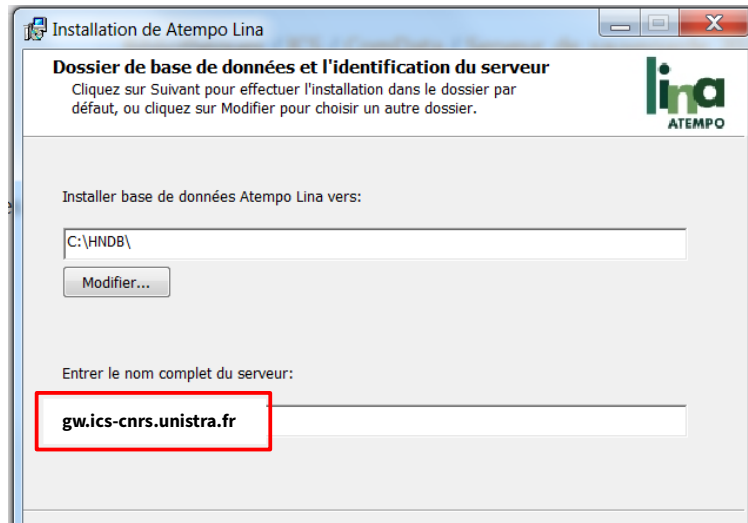 Installation de Atempo Lina
Dossier de base de données et l'identification du serveur
Cliquez sur Suivant pour effectuer l'installation dans le dossier par
défaut, ou cliquez sur Modifier pour choisir un autre dossier.
lina
ATEMPO
Installer base de données Atempo Lina vers:
C:\HNDB\
Modifier...
Entrer le nom complet du serveur:
gw.ics-cnrs.unistra.fr